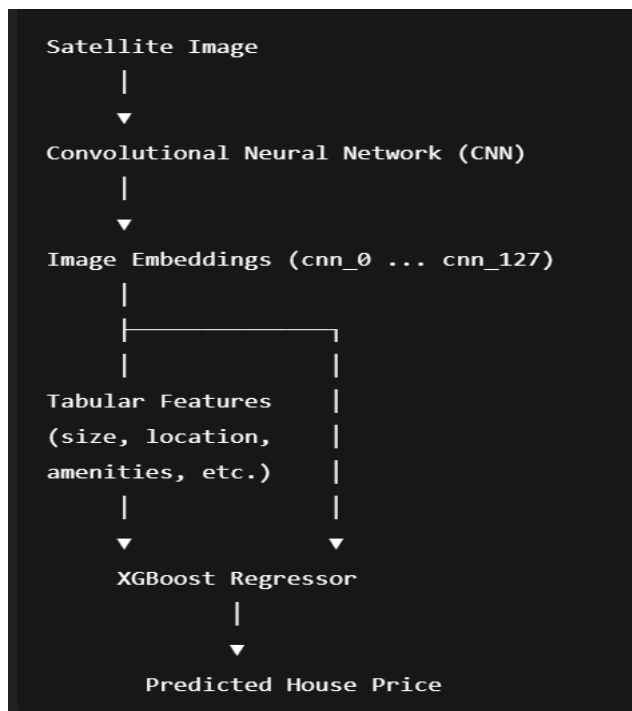 Satellite Image
Convolutional Neural Network (CNN)
Image Embeddings (cnn_0 ... cnn_127)
Tabular Features
(size, location,
amenities, etc.)
XGBoost Regressor
Predicted House Price